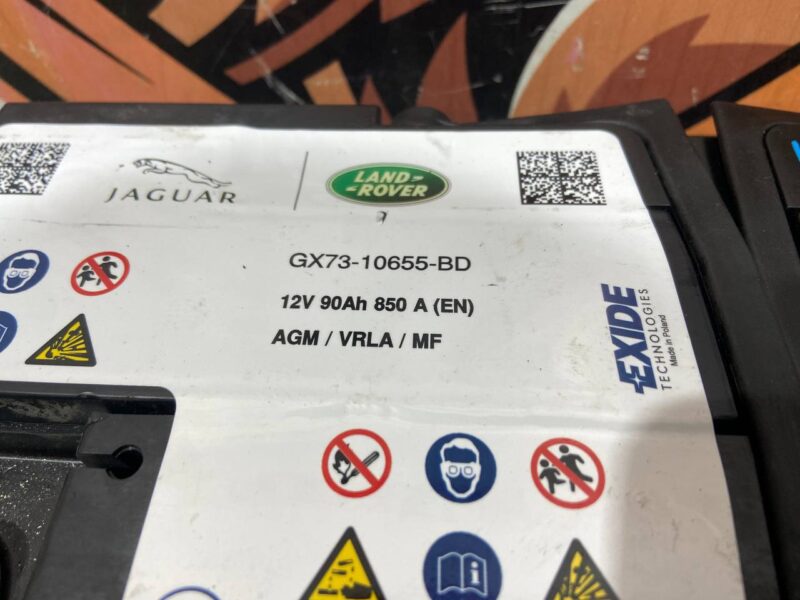 JAGUAR
LAND-
ROVER
GX73-10655-BD
12V 90Ah 850 A (EN)
AGM / VRLA / MF
EXIDE
TECHNOLOGIES
Made in Poland